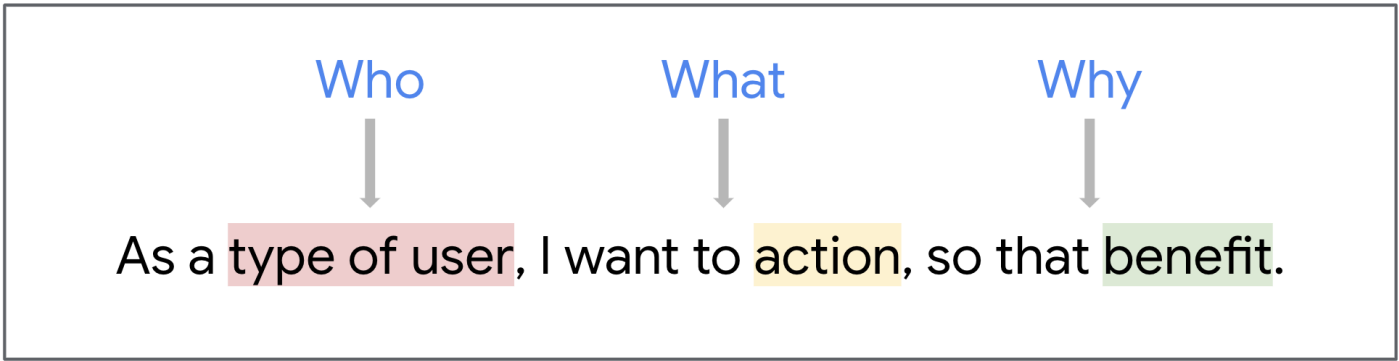 Who What Why
As a type of user, I want to action, so that benefit.